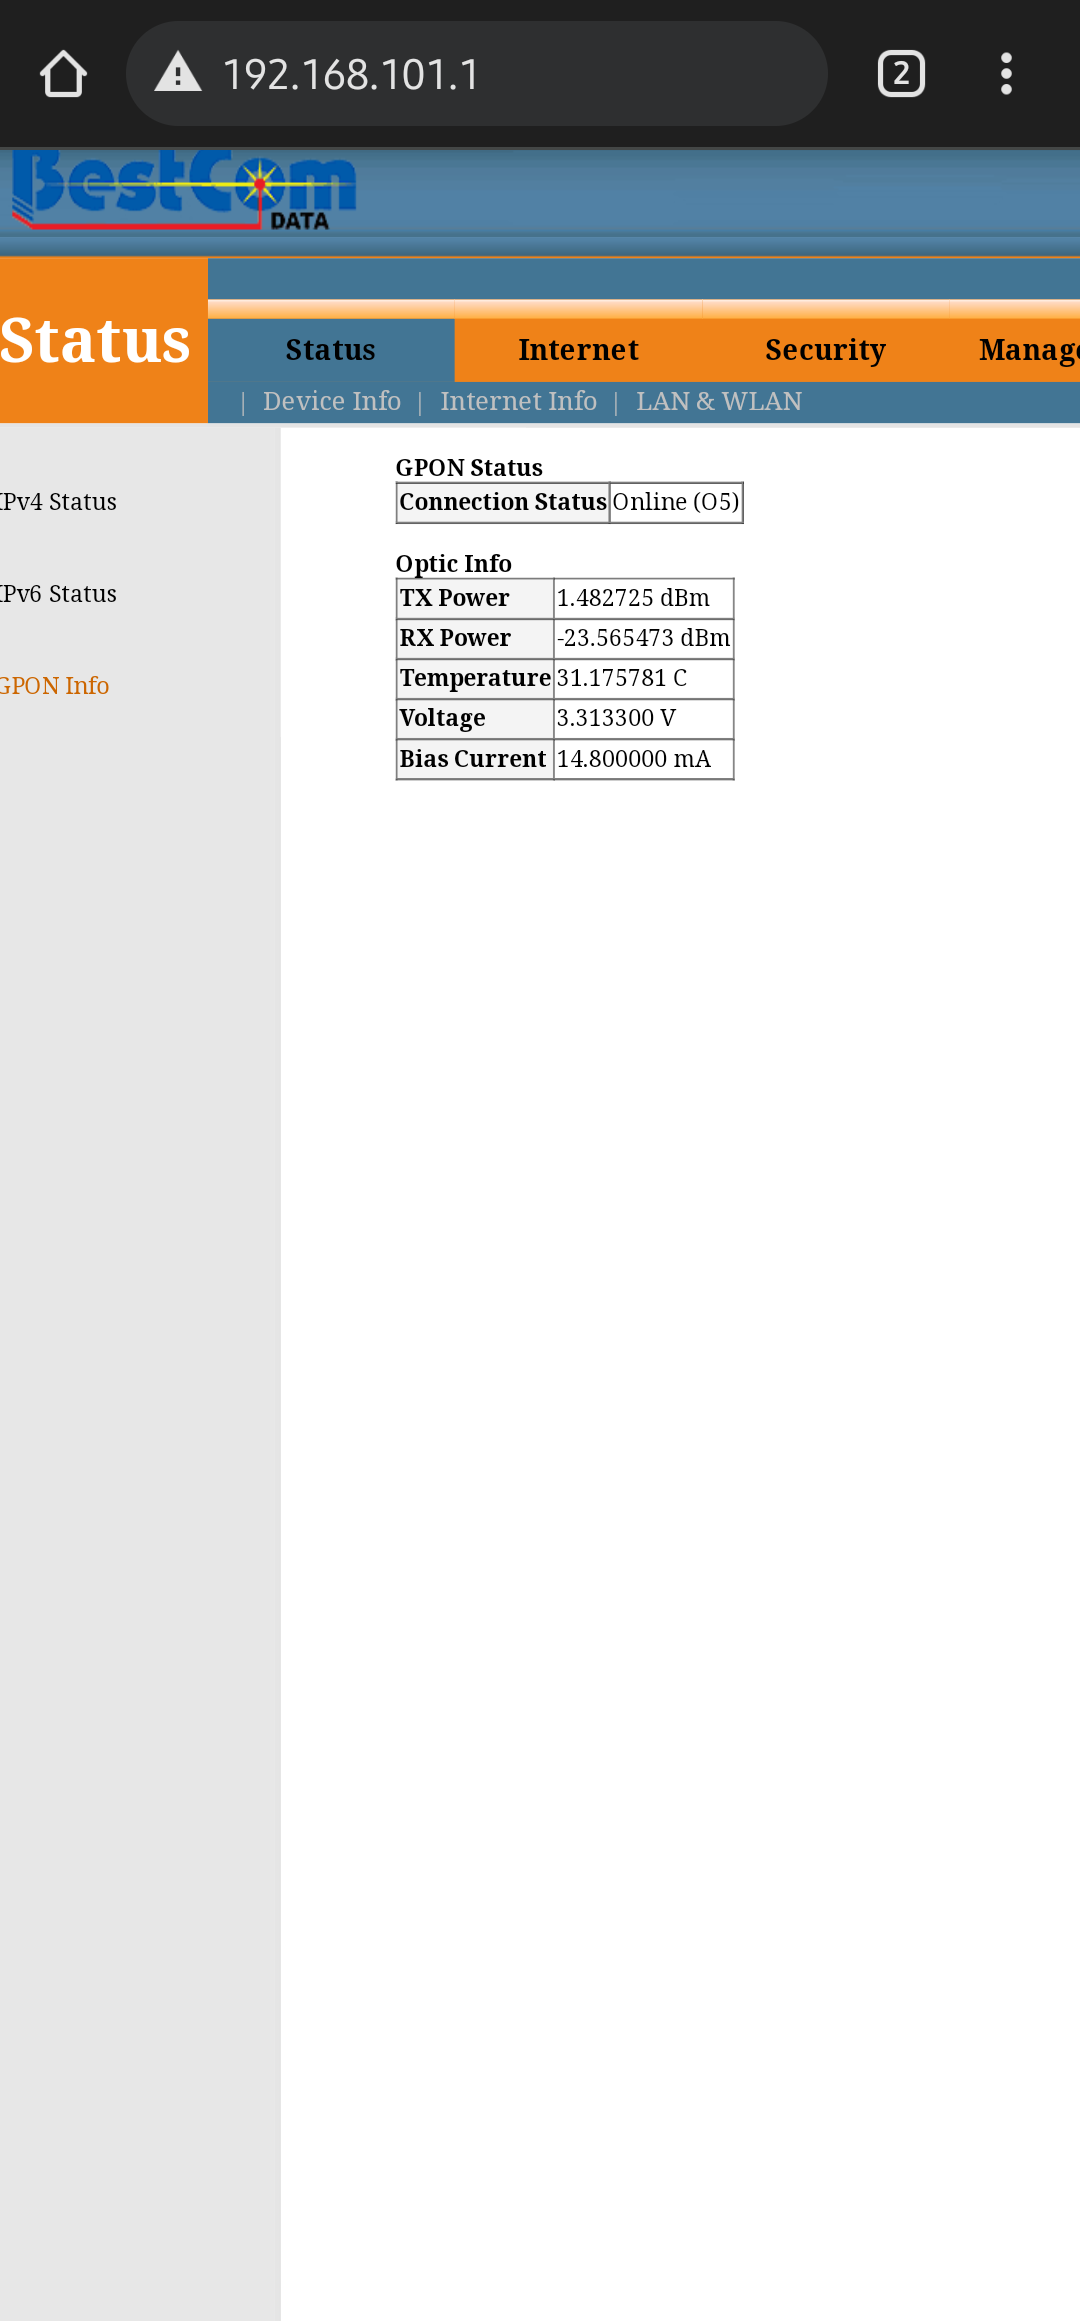 192.168.101.1
2
BestCom
DATA
Status
Status Internet Security Manage
| Device Info | Internet Info | LAN & WLAN
IPv4 Status
IPv6 Status
GPON Info
GPON Status
Connection Status Online (O5)
Optic Info
TX Power 1.482725 dBm
RX Power -23.565473 dBm
Temperature 31.175781 C
Voltage 3.313300 V
Bias Current 14.800000 mA